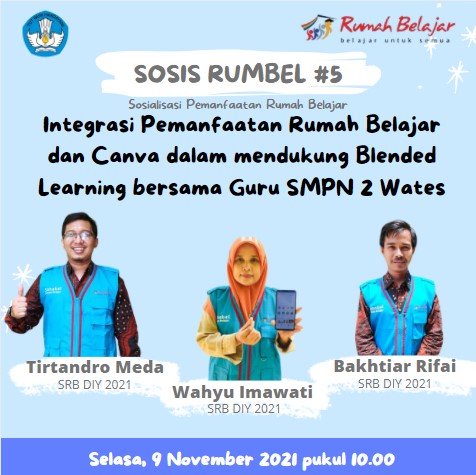 Rumah Belajar
belajar untuk semua
SOSIS RUMBEL #5
Sosialisasi Pemanfaatan Rumah Belajar
Integrasi Pemanfaatan Rumah Belajar
dan Canva dalam mendukung Blended
Learning bersama Guru SMPN 2 Wates
Tirtandro Meda
SRB DIY 2021
Wahyu Imawati
SRB DIY 2021
Bakhtiar Rifai
SRB DIY 2021
Selasa, 9 November 2021 pukul 10.00